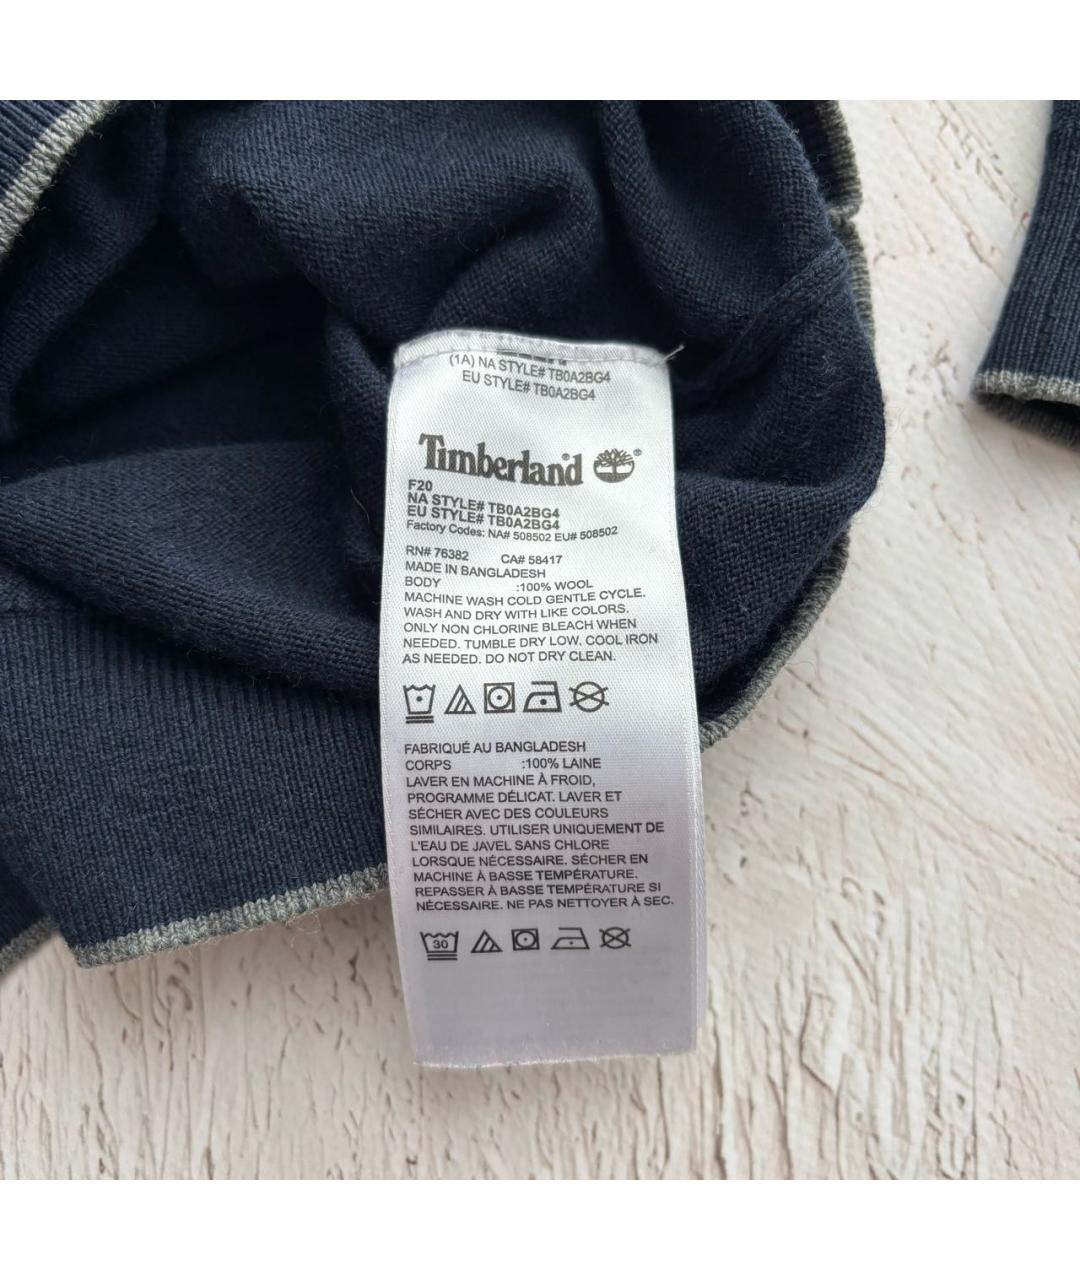 (1A) NA STYLE# TB0A2BG4
EU STYLE# TB0A2BG4
Timberland ®
F20
NA STYLE# TB0A2BG4
EU STYLE# TB0A2BG4
Factory Codes: NA# 508502 EU# 508502
RN# 76382 CA# 58417
MADE IN BANGLADESH
BODY :100% WOOL
MACHINE WASH COLD GENTLE CYCLE.
WASH AND DRY WITH LIKE COLORS.
ONLY NON CHLORINE BLEACH WHEN
NEEDED. TUMBLE DRY LOW. COOL IRON
AS NEEDED. DO NOT DRY CLEAN.
FABRIQUÉ AU BANGLADESH
CORPS :100% LAINE
LAVER EN MACHINE À FROID,
PROGRAMME DÉLICAT. LAVER ET
SÉCHER AVEC DES COULEURS
SIMILAIRES. UTILISER UNIQUEMENT DE
L'EAU DE JAVEL SANS CHLORE
LORSQUE NÉCESSAIRE. SÉCHER EN
MACHINE À BASSE TEMPÉRATURE.
REPASSER À BASSE TEMPÉRATURE SI
NÉCESSAIRE. NE PAS NETTOYER À SEC.
30